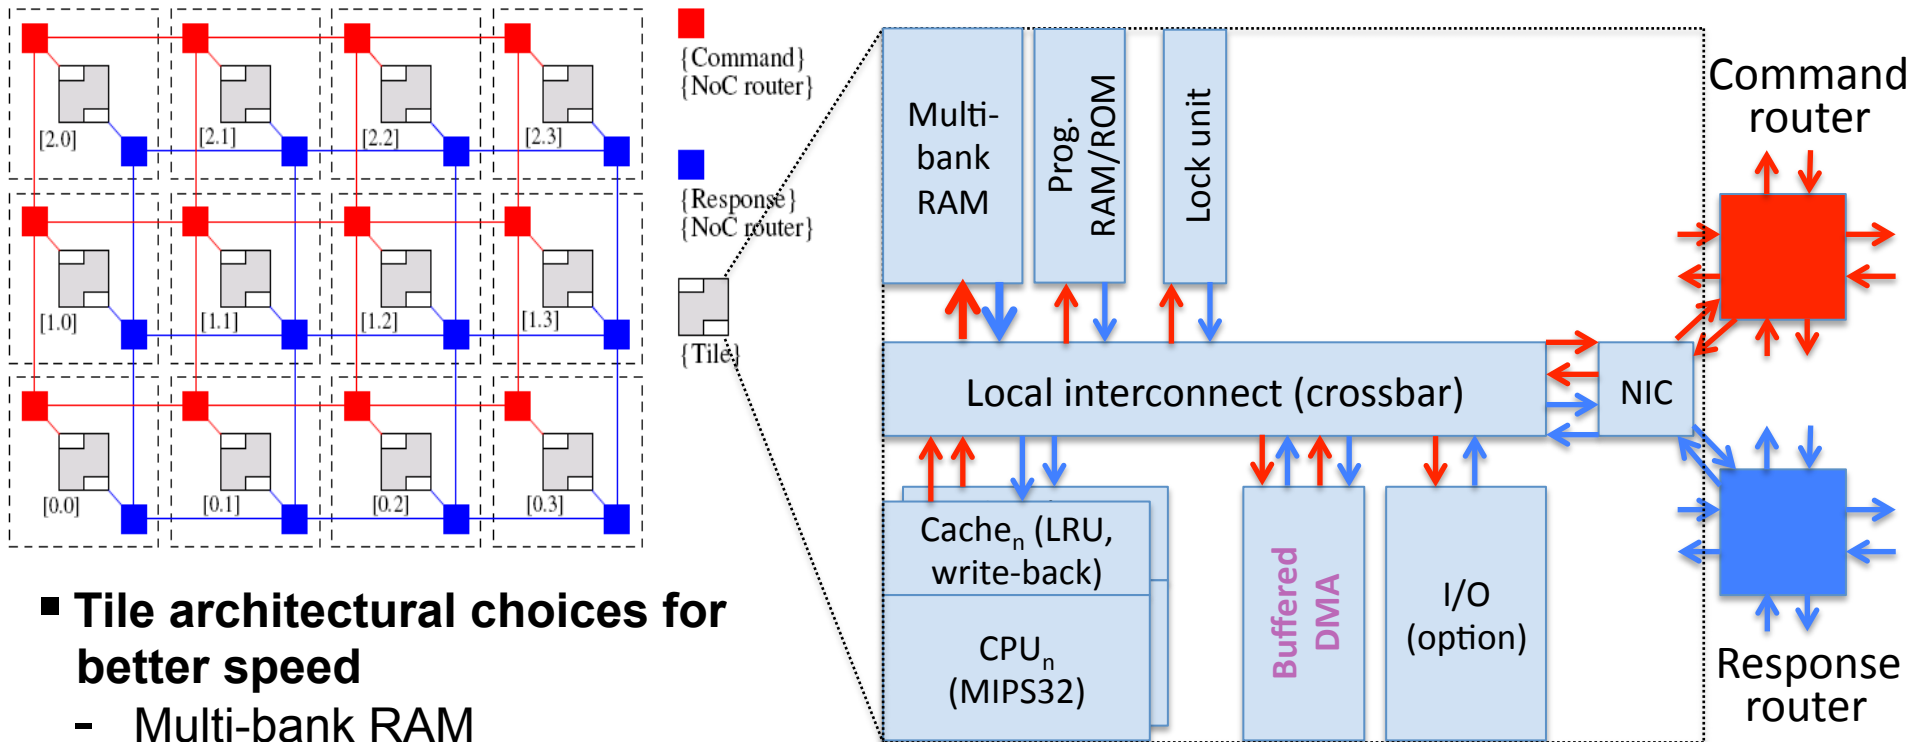 [2.0]
[2.1]
[2.2]
[2.3]
[1.0]
[1.1]
[1.2]
[1.3]
[0.0]
[0.1]
[0.2]
[0.3]
{Command}
{NoC router}
{Response}
{NoC router}
{Tile}
Multi-
bank
RAM
Prog.
RAM/ROM
Lock unit
Command
router
Local interconnect (crossbar)
NIC
Cachen (LRU,
write-back)
CPUn
(MIPS32)
Buffered
DMA
I/O
(option)
Response
router
▪ Tile architectural choices for
better speed
- Multi-bank RAM